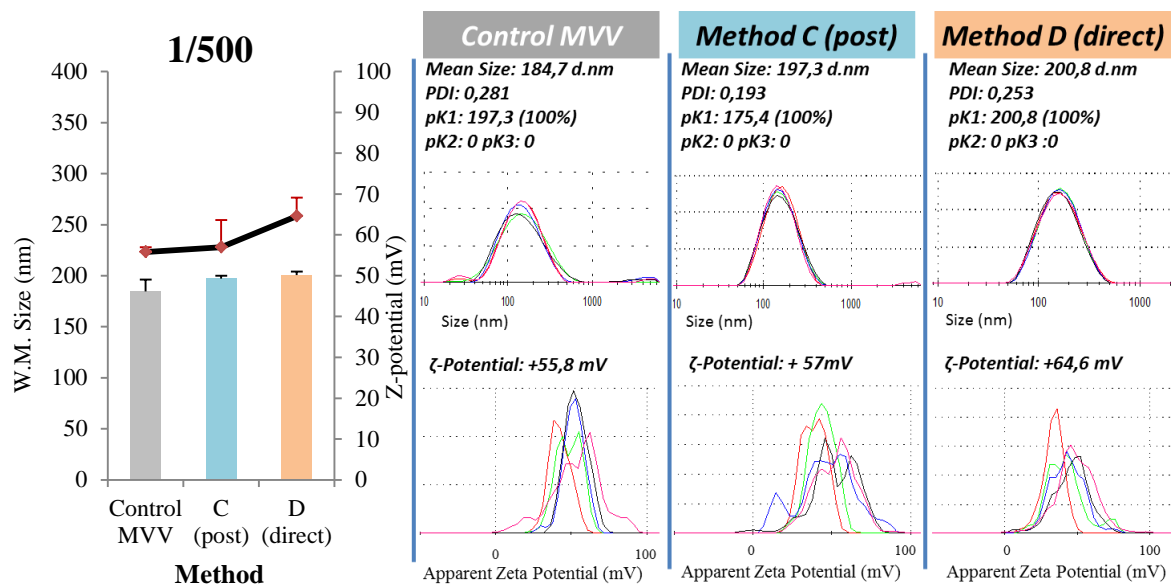 1/500
400
350
300
250
200
150
100
50
0
W.M. Size (nm)
100
90
80
70
60
50
40
30
20
10
0
Z-potential (mV)
Control MVV
C (post)
D (direct)
Method
Control MVV
Mean Size: 184,7 d.nm
PDI: 0,281
pK1: 197,3 (100%)
pK2: 0 pK3: 0
10 100 1000
Size (nm)
ζ-Potential: +55,8 mV
0 100
Apparent Zeta Potential (mV)
Method C (post)
Mean Size: 197,3 d.nm
PDI: 0,193
pK1: 175,4 (100%)
pK2: 0 pK3: 0
10 100 1000
Size (nm)
ζ-Potential: + 57mV
0 100
Apparent Zeta Potential (mV)
Method D (direct)
Mean Size: 200,8 d.nm
PDI: 0,253
pK1: 200,8 (100%)
pK2: 0 pK3 :0
10 100 1000
Size (nm)
ζ-Potential: +64,6 mV
0 100
Apparent Zeta Potential (mV)